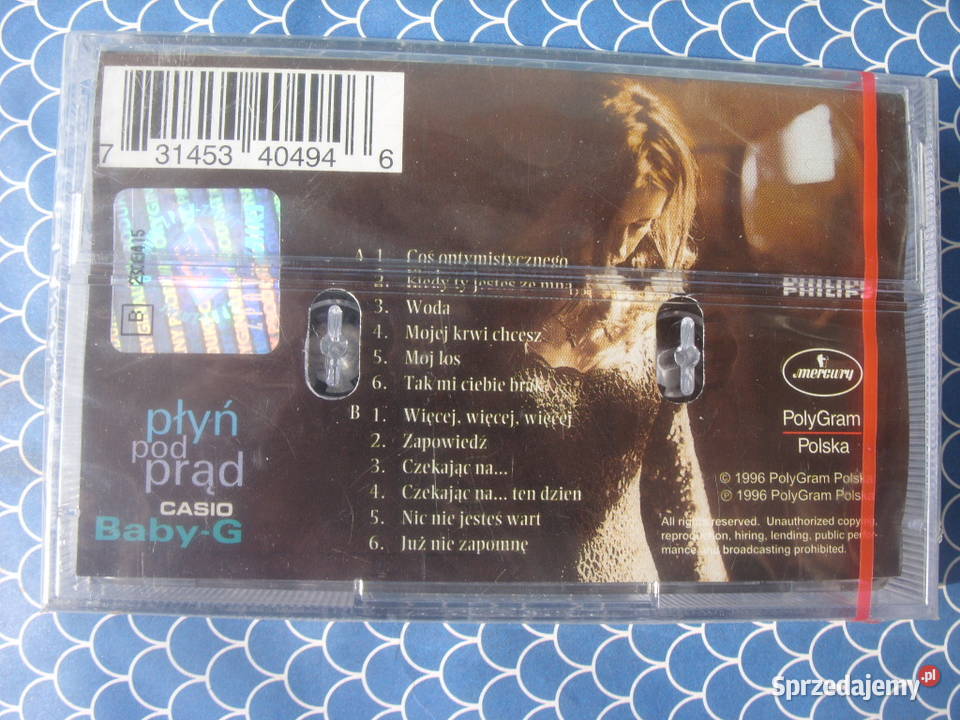 7 31453 40494 6
B
A 1. Coś optymistycznego
2. Kiedy ty jesteś ze mną
3. Woda
4. Mojej krwi chcesz
5. Mój los
6. Tak mi ciebie brak
B 1. Więcej, więcej, więcej
2. Zapowiedź
3. Czekając na...
4. Czekając na... ten dzien
5. Nic nie jesteś wart
6. Już nie zapomnę
płyń
pod
prąd
CASIO
Baby-G
PHILIPS
mercury
PolyGram
Polska
© 1996 PolyGram Polska
℗ 1996 PolyGram Polska
All rights reserved. Unauthorized copying,
reproduction, hiring, lending, public perfor-
mance and broadcasting prohibited.
Sprzedajemy.pl